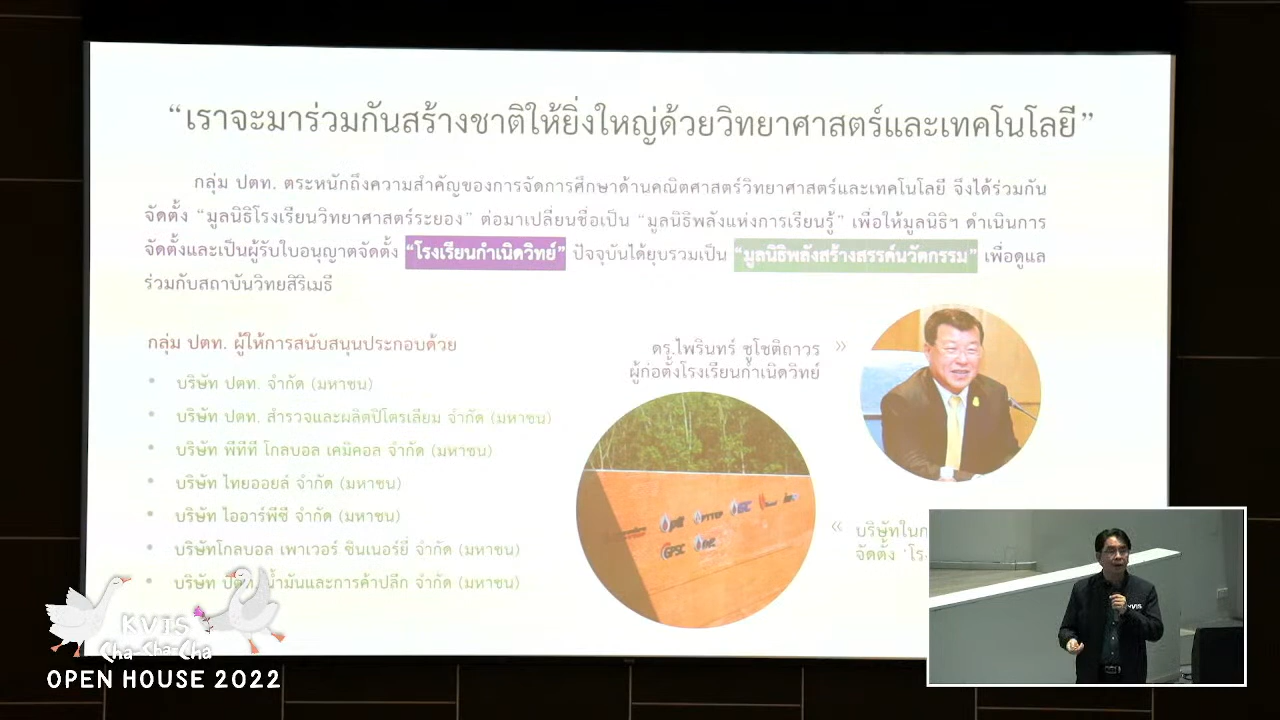 “เราจะมาร่วมกันสร้างชาติให้ยิ่งใหญ่ด้วยวิทยาศาสตร์และเทคโนโลยี”
กลุ่ม ปตท. ตระหนักถึงความสำคัญของการจัดการศึกษาด้านคณิตศาสตร์วิทยาศาสตร์และเทคโนโลยี จึงได้ร่วมกัน
จัดตั้ง “มูลนิธิโรงเรียนวิทยาศาสตร์ระยอง” ต่อมาเปลี่ยนชื่อเป็น “มูลนิธิพลังแห่งการเรียนรู้” เพื่อให้มูลนิธิฯ ดำเนินการ
จัดตั้งและเป็นผู้รับใบอนุญาตจัดตั้ง “โรงเรียนกำเนิดวิทย์” ปัจจุบันได้ยุบรวมเป็น “มูลนิธิพลังสร้างสรรค์นวัตกรรม” เพื่อดูแล
ร่วมกับสถาบันวิทยสิริเมธี
กลุ่ม ปตท. ผู้ให้การสนับสนุนประกอบด้วย
• บริษัท ปตท. จำกัด (มหาชน)
• บริษัท ปตท. สำรวจและผลิตปิโตรเลียม จำกัด (มหาชน)
• บริษัท พีทีที โกลบอล เคมิคอล จำกัด (มหาชน)
• บริษัท ไทยออยล์ จำกัด (มหาชน)
• บริษัท ไออาร์พีซี จำกัด (มหาชน)
• บริษัทโกลบอล เพาเวอร์ ซินเนอร์ยี่ จำกัด (มหาชน)
• บริษัท ปตท. น้ำมันและการค้าปลีก จำกัด (มหาชน)
ดร.ไพรินทร์ ชูโชติถาวร »
ผู้ก่อตั้งโรงเรียนกำเนิดวิทย์
PTTEP
GPSC
« บริษัทใน
จัดตั้ง
KVIS
KVIS
Cha-Cha-Cha
OPEN HOUSE 2022